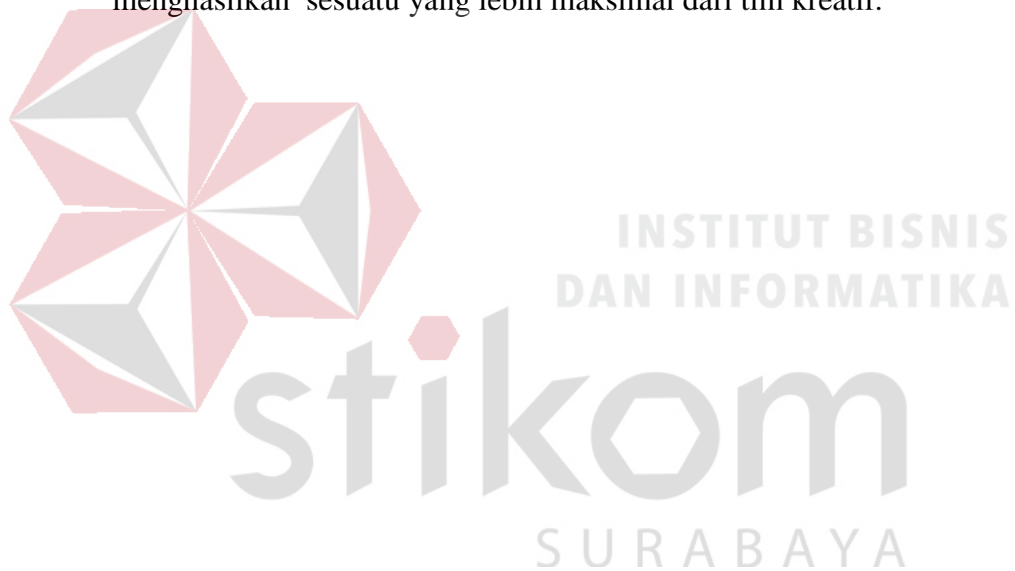 menghasilkan sesuatu yang lebih maksimal dari tim kreatif.
INSTITUT BISNIS
DAN INFORMATIKA
stikom
SURABAYA